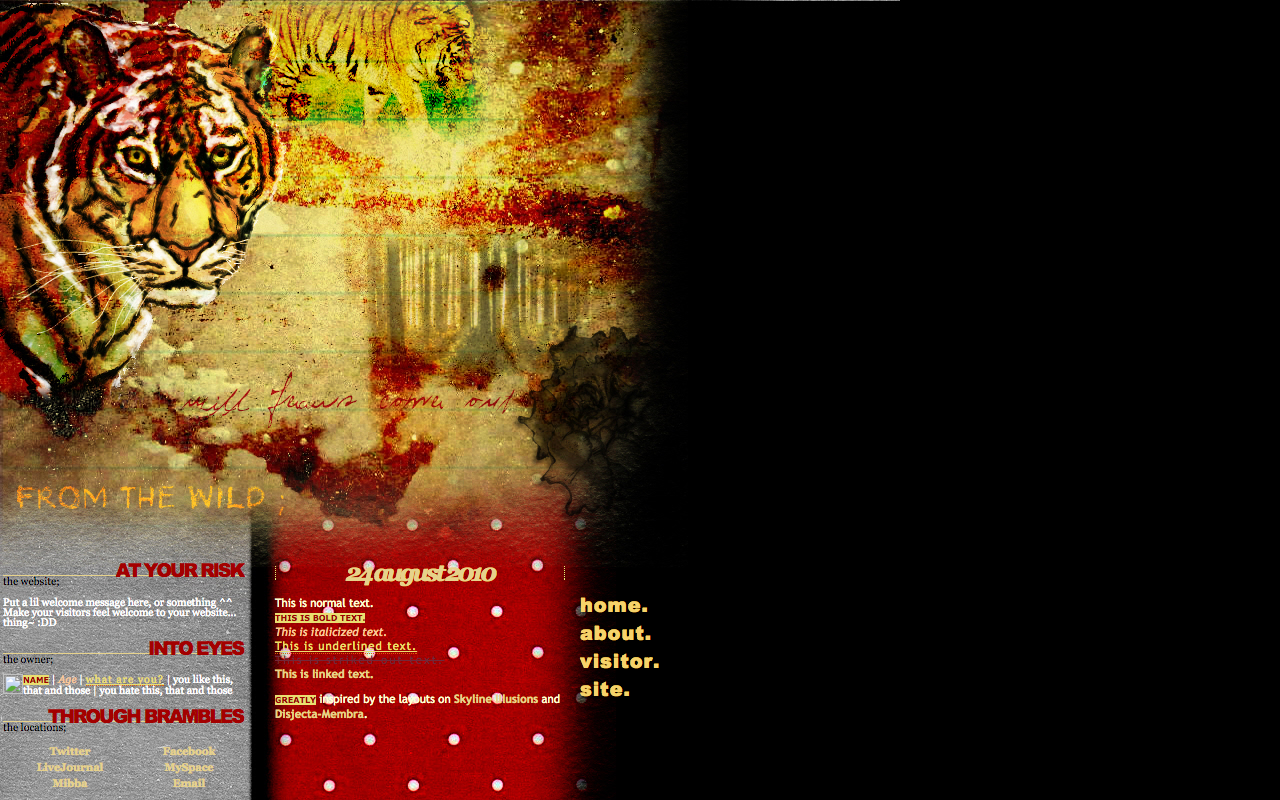 will fraws come out
FROM THE WILD ;
AT YOUR RISK
the website;
Put a lil welcome message here, or something ^^
Make your visitors feel welcome to your website...
thing~ :DD
INTO EYES
the owner;
NAME | Age | what are you? | you like this,
that and those | you hate this, that and those
THROUGH BRAMBLES
the locations;
Twitter Facebook
LiveJournal MySpace
Mibba Email
24 august 2010
This is normal text.
THIS IS BOLD TEXT.
This is italicized text.
This is underlined text.
This is striked out text.
This is linked text.
GREATLY inspired by the layouts on Skyline-Illusions and
Disjecta-Membra.
home.
about.
visitor.
site.